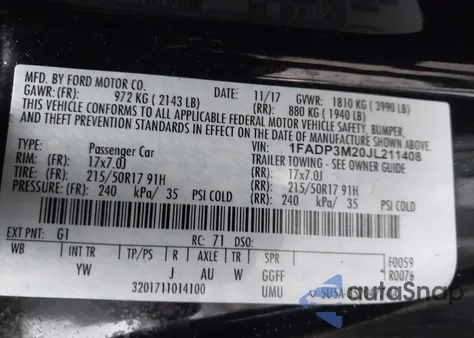 MFD. BY FORD MOTOR CO.
DATE: 11/17 GVWR: 1810 KG ( 3990 LB)
GAWR: (FR): 972 KG ( 2143 LB) (RR): 880 KG ( 1940 LB)
THIS VEHICLE CONFORMS TO ALL APPLICABLE FEDERAL MOTOR VEHICLE SAFETY, BUMPER,
AND THEFT PREVENTION STANDARDS IN EFFECT ON THE DATE OF MANUFACTURE SHOWN ABOVE.
VIN: 1FADP3M20JL211408
TYPE: Passenger Car TRAILER TOWING - SEE OWNER GUIDE
RIM: 17x7.0J 17x7.0J
TIRE: (FR): 215/50R17 91H (RR): 215/50R17 91H
PRESSURE: (FR): 240 kPa/ 35 PSI COLD (RR): 240 kPa/ 35 PSI COLD
EXT PNT: G1 RC: 71 DSO: F0059
WB INT TR TP/PS R AXLE TR SPR R0076
YW J AU W GGFF
3201711014100 UMU
autoSnap